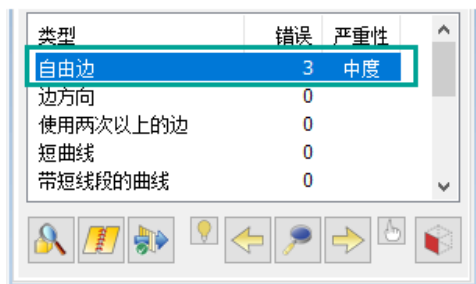 类型 错误 严重性
自由边 3 中度
边方向 0
使用两次以上的边 0
短曲线 0
带短线段的曲线 0